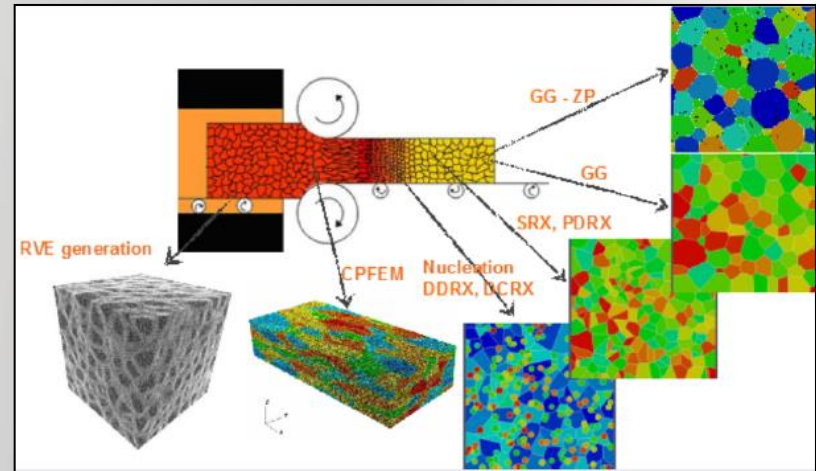 GG - ZP
GG
SRX, PDRX
RVE generation
CPFEM
Nucleation
DDRX, DCRX